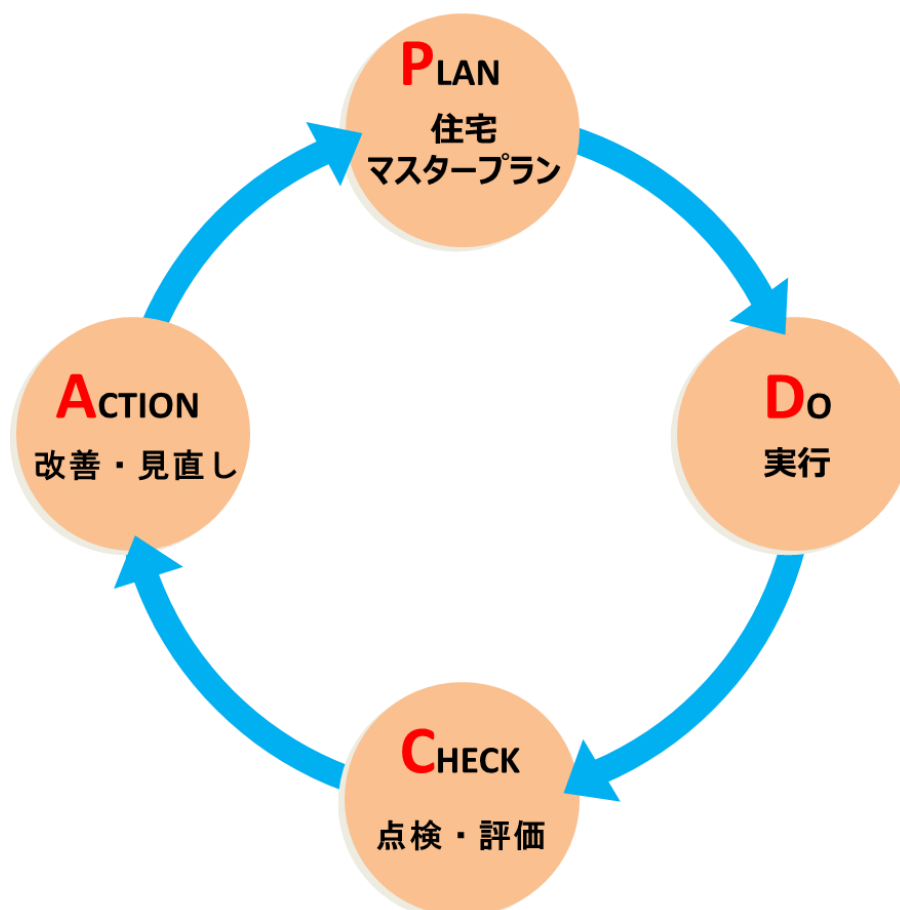 PLAN
住宅
マスタープラン
DO
実行
CHECK
点検・評価
ACTION
改善・見直し